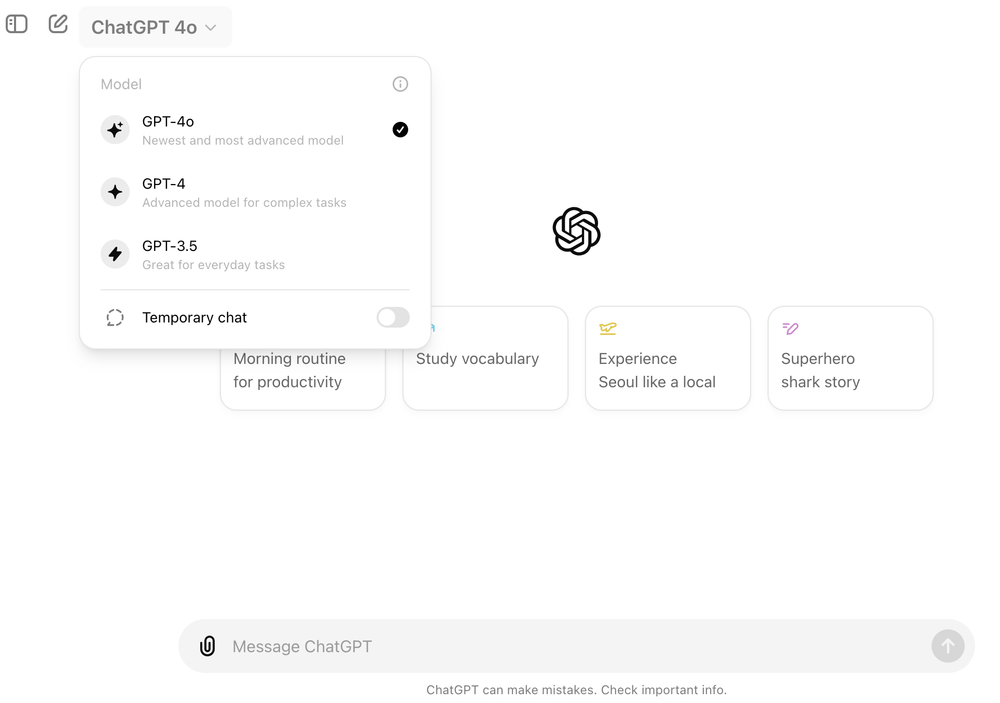 ChatGPT 4o
Model
GPT-4o
Newest and most advanced model
GPT-4
Advanced model for complex tasks
GPT-3.5
Great for everyday tasks
Temporary chat
Morning routine
for productivity
Study vocabulary
Experience
Seoul like a local
Superhero
shark story
Message ChatGPT
ChatGPT can make mistakes. Check important info.